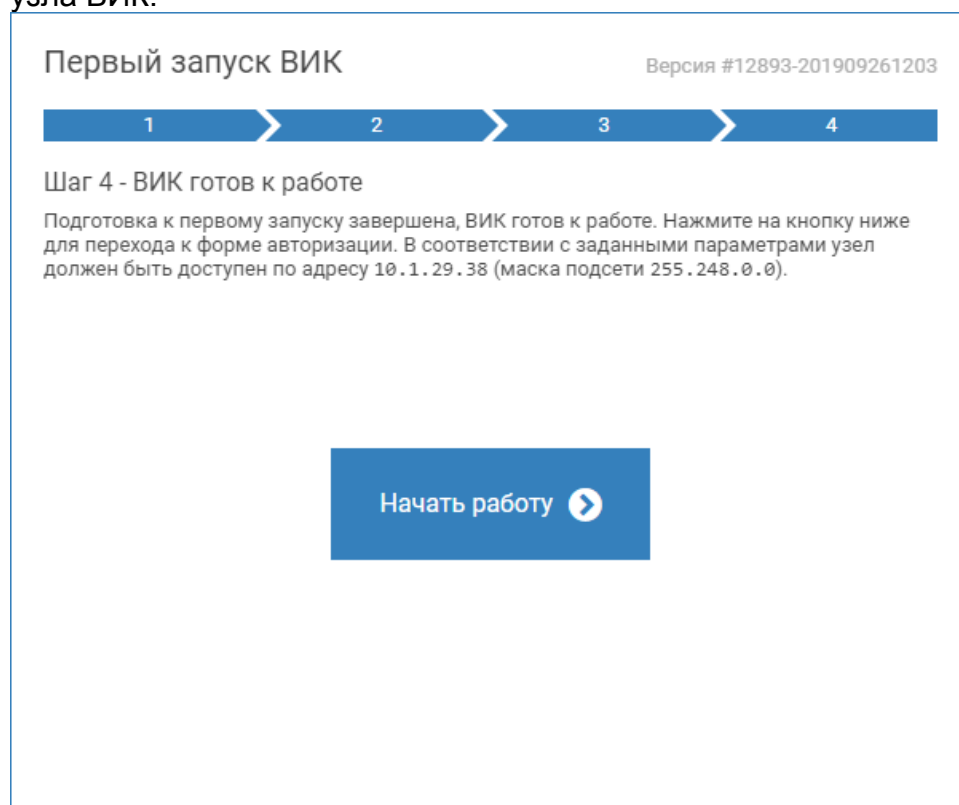 узла ВИК.
Первый запуск ВИК
Версия #12893-201909261203
1
2
3
4
Шаг 4 - ВИК готов к работе
Подготовка к первому запуску завершена, ВИК готов к работе. Нажмите на кнопку ниже
для перехода к форме авторизации. В соответствии с заданными параметрами узел
должен быть доступен по адресу 10.1.29.38 (маска подсети 255.248.0.0).
Начать работу